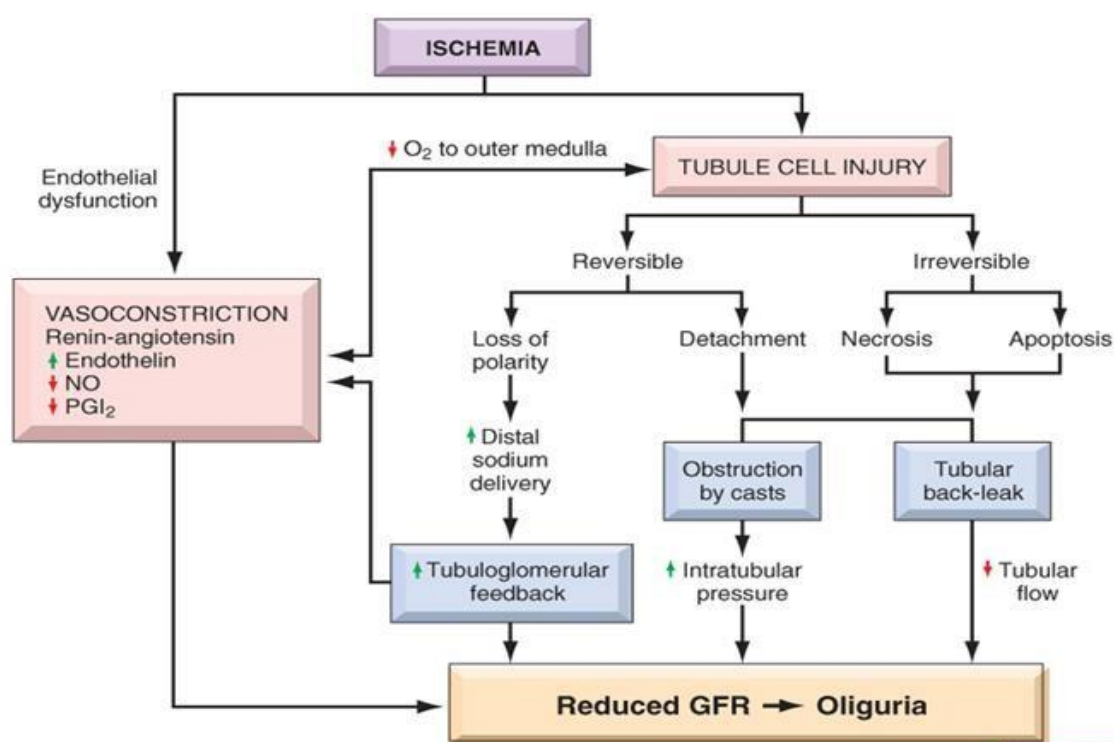 ISCHEMIA
↓ O₂ to outer medulla
TUBULE CELL INJURY
Endothelial
dysfunction
Reversible
Irreversible
VASOCONSTRICTION
Renin-angiotensin
↑ Endothelin
↓ NO
↓ PGI₂
Loss of
polarity
Detachment
Necrosis
Apoptosis
↑ Distal
sodium
delivery
Obstruction
by casts
Tubular
back-leak
↑ Tubuloglomerular
feedback
↑ Intratubular
pressure
↓ Tubular
flow
Reduced GFR → Oliguria